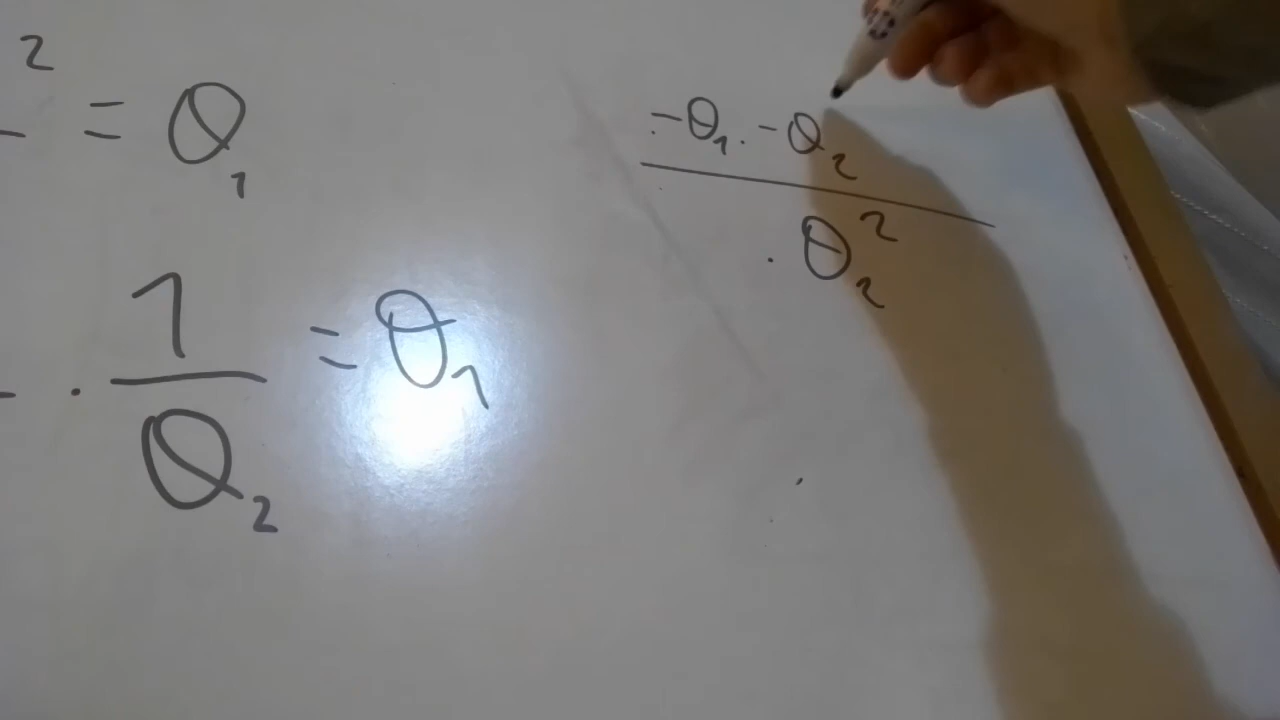 2
- = θ₁
-θ₁ · -θ₂
θ₂²
- · 1 = θ₁
θ₂